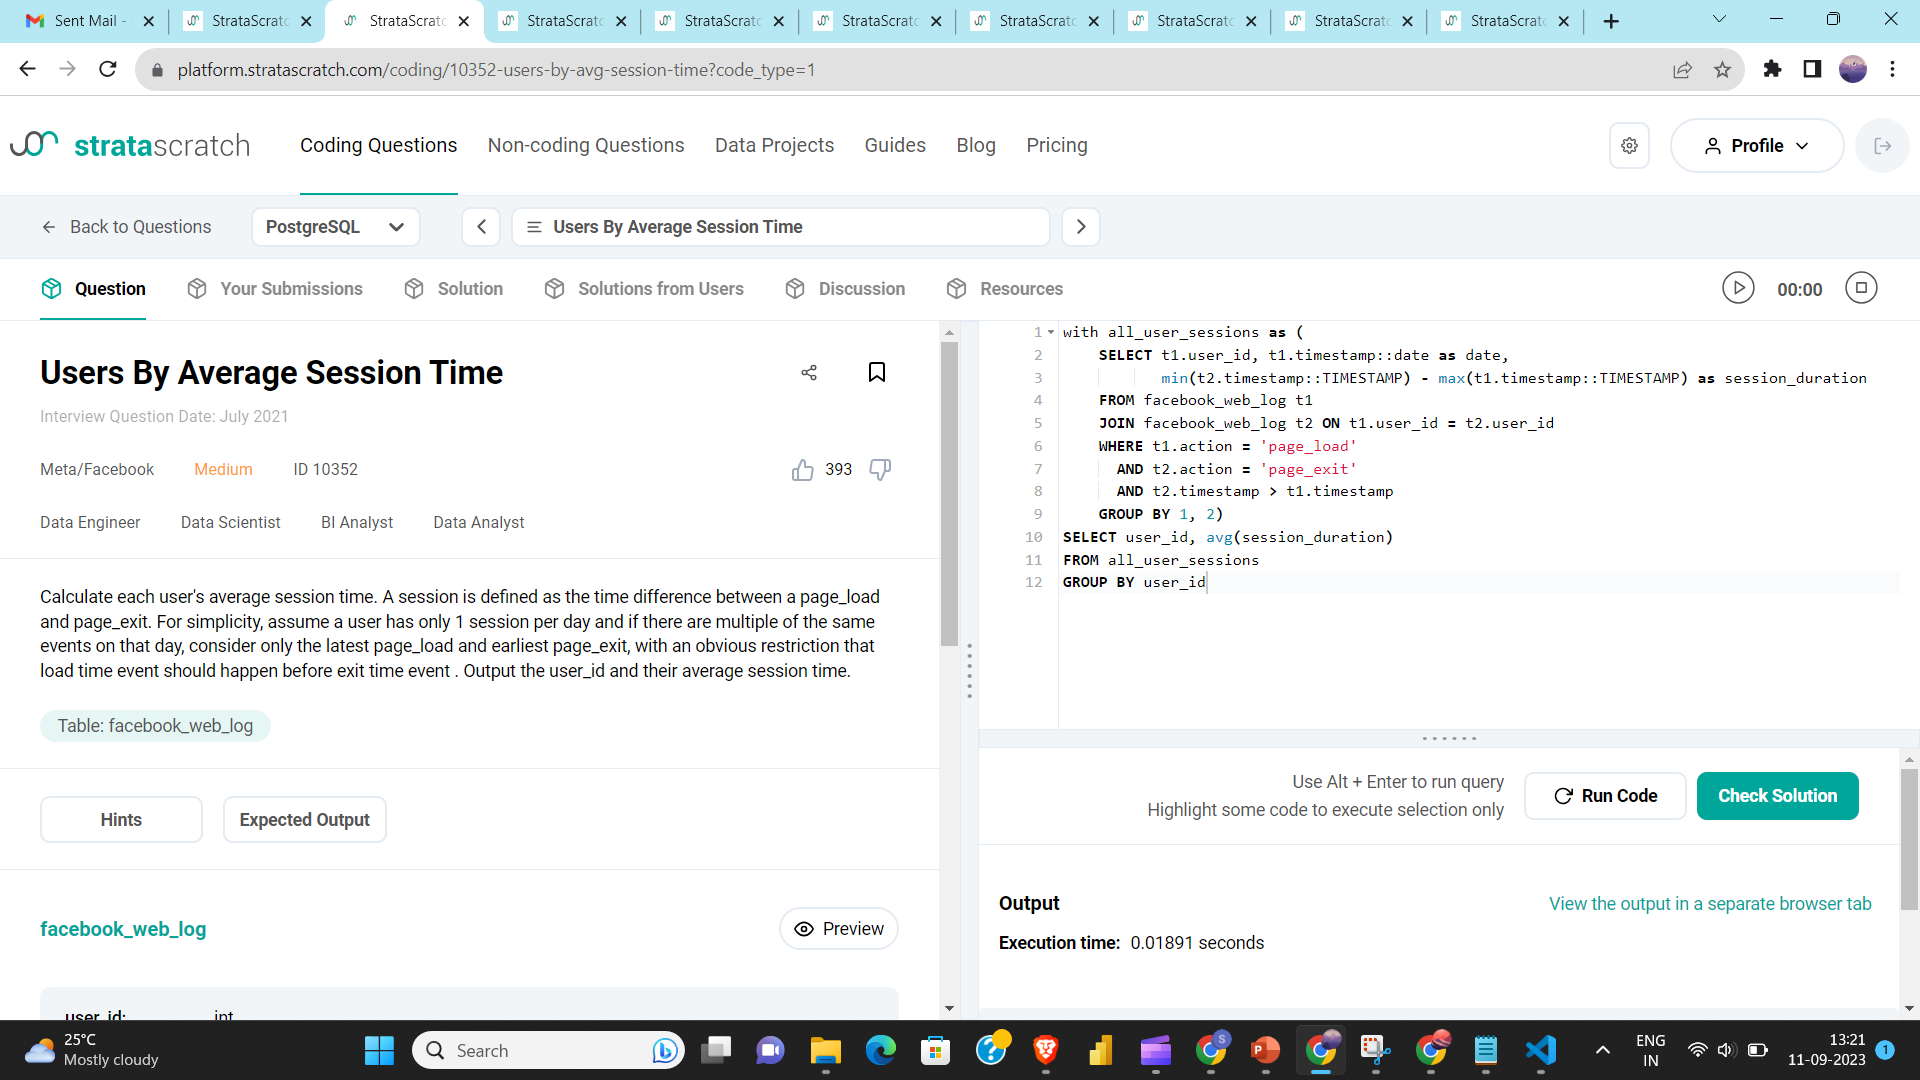 Sent Mail -
StrataScratc
StrataScratc
StrataScratc
StrataScratc
StrataScratc
StrataScratc
StrataScratc
StrataScratc
StrataScratc
platform.stratascratch.com/coding/10352-users-by-avg-session-time?code_type=1
stratascratch
Coding Questions
Non-coding Questions
Data Projects
Guides
Blog
Pricing
Profile
Back to Questions
PostgreSQL
Users By Average Session Time
Question
Your Submissions
Solution
Solutions from Users
Discussion
Resources
00:00
Users By Average Session Time
Interview Question Date: July 2021
Meta/Facebook
Medium
ID 10352
393
Data Engineer
Data Scientist
BI Analyst
Data Analyst
Calculate each user's average session time. A session is defined as the time difference between a page_load
and page_exit. For simplicity, assume a user has only 1 session per day and if there are multiple of the same
events on that day, consider only the latest page_load and earliest page_exit, with an obvious restriction that
load time event should happen before exit time event . Output the user_id and their average session time.
Table: facebook_web_log
Hints
Expected Output
facebook_web_log
Preview
user_id:
int
1 with all_user_sessions as (
2 SELECT t1.user_id, t1.timestamp::date as date,
3 min(t2.timestamp::TIMESTAMP) - max(t1.timestamp::TIMESTAMP) as session_duration
4 FROM facebook_web_log t1
5 JOIN facebook_web_log t2 ON t1.user_id = t2.user_id
6 WHERE t1.action = 'page_load'
7 AND t2.action = 'page_exit'
8 AND t2.timestamp > t1.timestamp
9 GROUP BY 1, 2)
10 SELECT user_id, avg(session_duration)
11 FROM all_user_sessions
12 GROUP BY user_id
Use Alt + Enter to run query
Highlight some code to execute selection only
Run Code
Check Solution
Output
View the output in a separate browser tab
Execution time: 0.01891 seconds
25°C
Mostly cloudy
Search
S
ENG
IN
13:21
11-09-2023
1